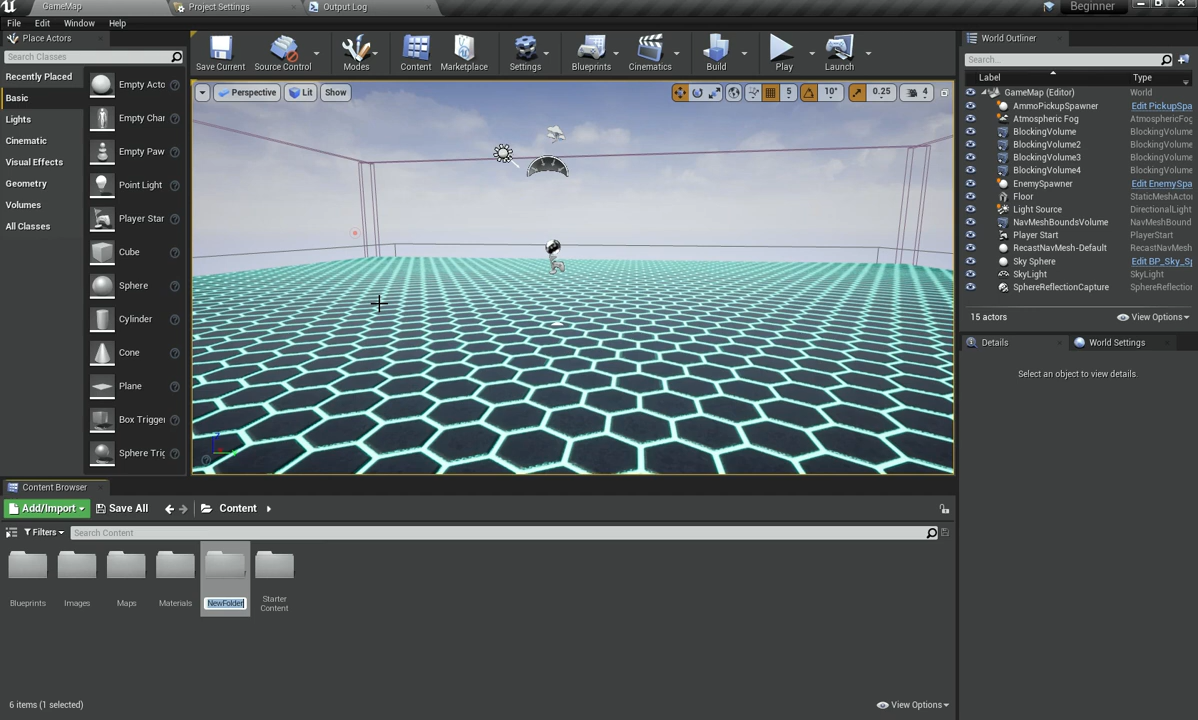 GameMap
Project Settings
Output Log
Beginner
File Edit Window Help
Place Actors
Search Classes
Recently Placed
Basic
Lights
Cinematic
Visual Effects
Geometry
Volumes
All Classes
Empty Acto
Empty Char
Empty Paw
Point Light
Player Star
Cube
Sphere
Cylinder
Cone
Plane
Box Trigger
Sphere Trig
Save Current
Source Control
Modes
Content
Marketplace
Settings
Blueprints
Cinematics
Build
Play
Launch
Perspective
Lit
Show
5
10°
0.25
4
World Outliner
Search...
Label Type
GameMap (Editor) World
AmmoPickupSpawner Edit PickupSpa
Atmospheric Fog AtmosphericFog
BlockingVolume BlockingVolume
BlockingVolume2 BlockingVolume
BlockingVolume3 BlockingVolume
BlockingVolume4 BlockingVolume
EnemySpawner Edit EnemySpa
Floor StaticMeshActo
Light Source DirectionalLight
NavMeshBoundsVolume NavMeshBound
Player Start PlayerStart
RecastNavMesh-Default RecastNavMesh
Sky Sphere Edit BP_Sky_Sp
SkyLight SkyLight
SphereReflectionCapture SphereReflection
15 actors
View Options
Details
World Settings
Select an object to view details.
Content Browser
Add/Import
Save All
Content
Filters
Search Content
Blueprints
Images
Maps
Materials
NewFolder
Starter
Content
6 items (1 selected)
View Options